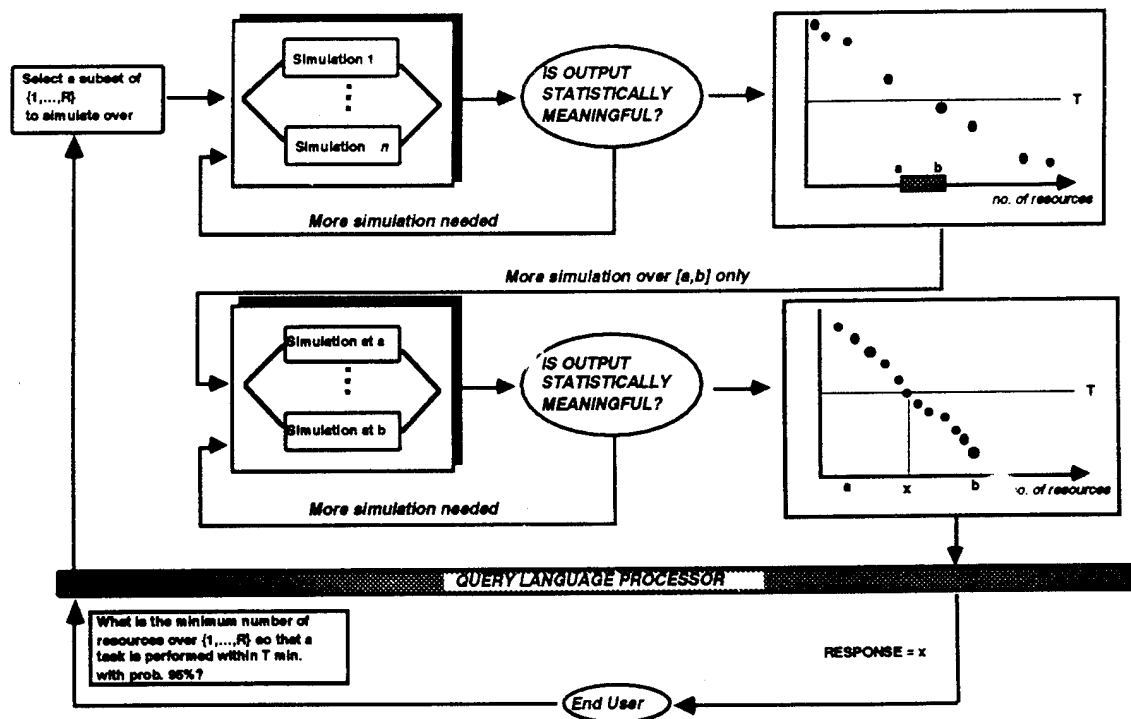 Select a subset of
{1,...,R}
to simulate over
Simulation 1
Simulation n
IS OUTPUT
STATISTICALLY
MEANINGFUL?
More simulation needed
T
a b
no. of resources
More simulation over [a,b] only
Simulation at a
Simulation at b
IS OUTPUT
STATISTICALLY
MEANINGFUL?
More simulation needed
T
a x b
no. of resources
QUERY LANGUAGE PROCESSOR
What is the minimum number of
resources over {1,...,R} so that a
task is performed within T min.
with prob. 95%?
RESPONSE = x
End User